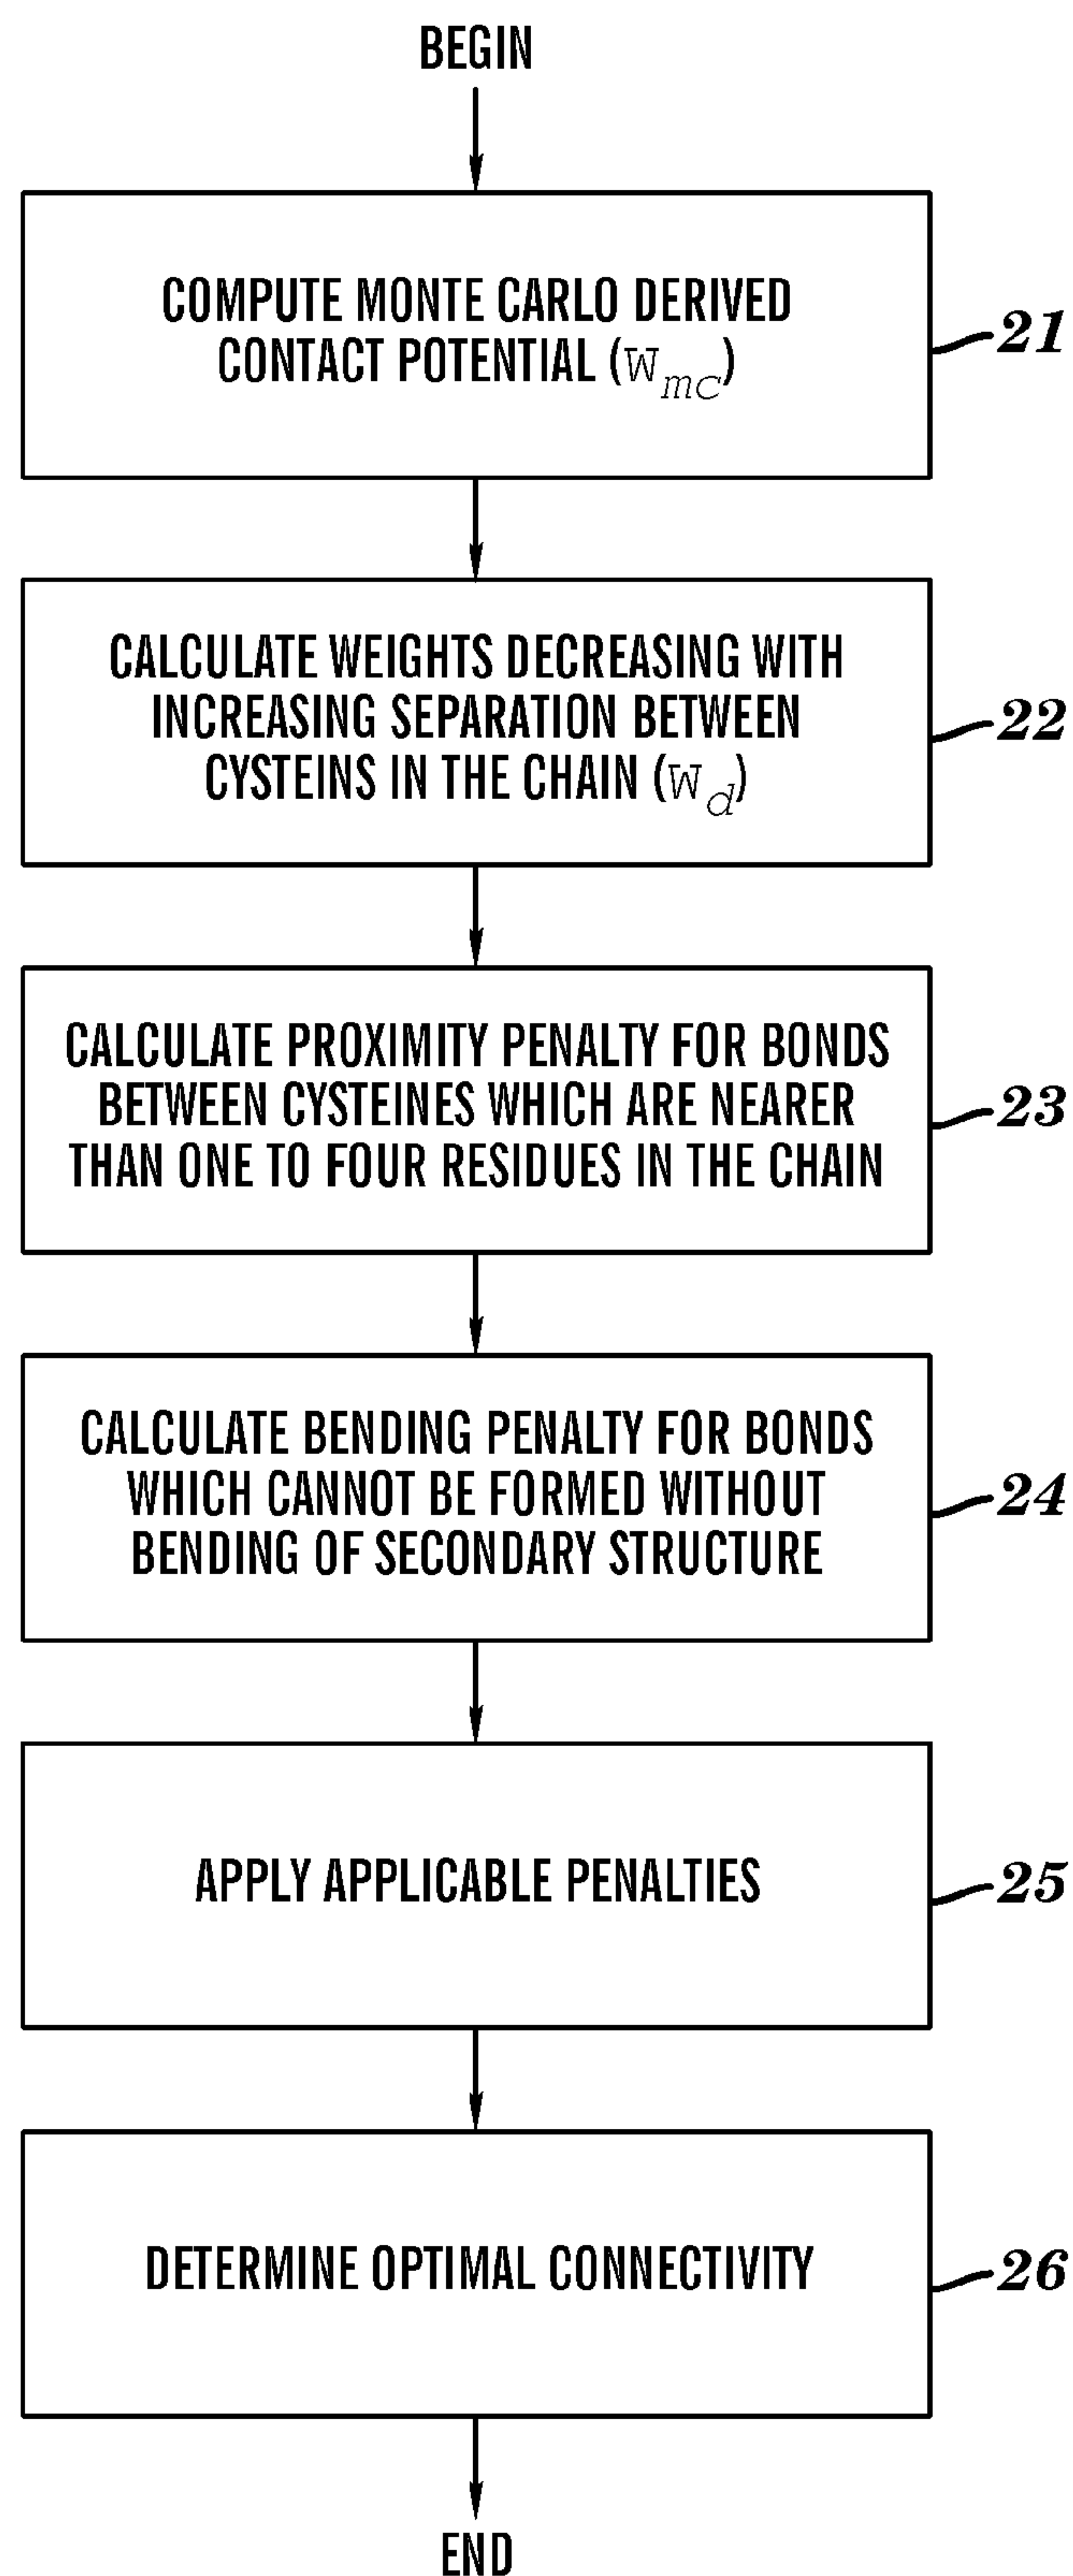 BEGIN
COMPUTE MONTE CARLO DERIVED
CONTACT POTENTIAL (Wmc)
21
CALCULATE WEIGHTS DECREASING WITH
INCREASING SEPARATION BETWEEN
CYSTEINS IN THE CHAIN (Wd)
22
CALCULATE PROXIMITY PENALTY FOR BONDS
BETWEEN CYSTEINES WHICH ARE NEARER
THAN ONE TO FOUR RESIDUES IN THE CHAIN
23
CALCULATE BENDING PENALTY FOR BONDS
WHICH CANNOT BE FORMED WITHOUT
BENDING OF SECONDARY STRUCTURE
24
APPLY APPLICABLE PENALTIES
25
DETERMINE OPTIMAL CONNECTIVITY
26
END